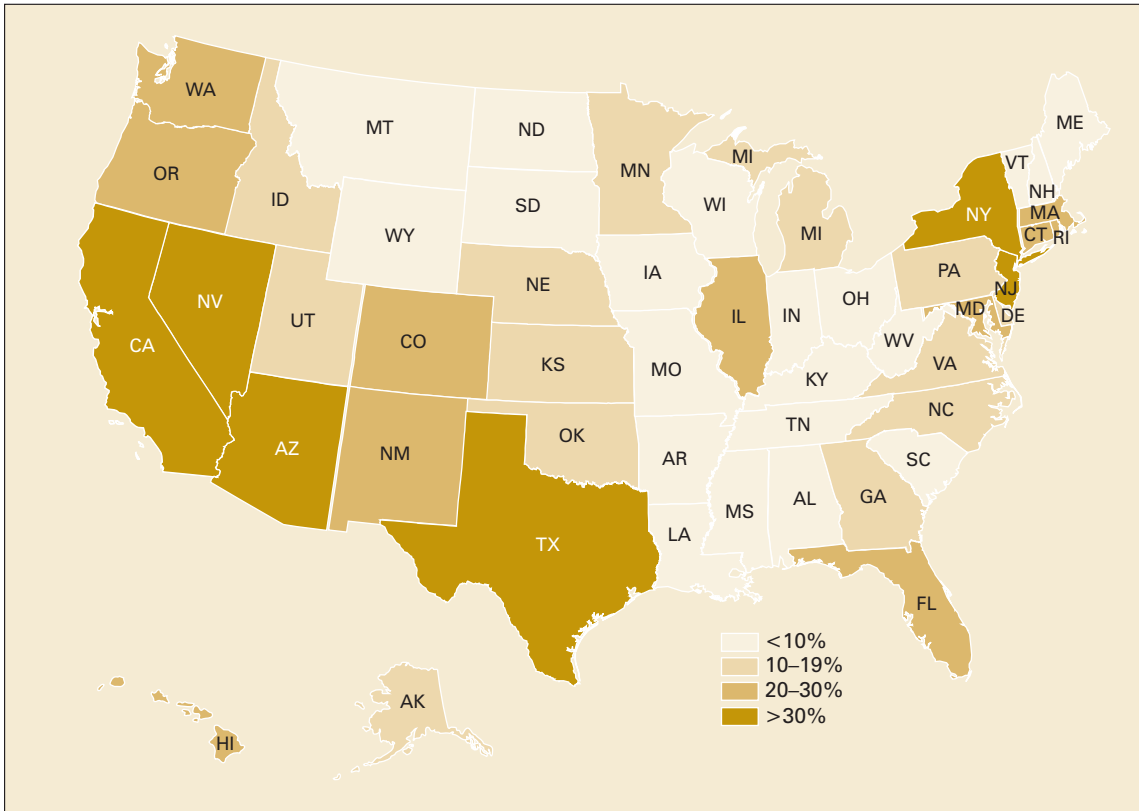 WA
MT
ND
ME
MN
MI
VT
OR
NH
ID
SD
WI
NY
MA
WY
MI
CT
RI
IA
PA
NE
NJ
NV
OH
IL
IN
MD
DE
UT
CO
WV
CA
KS
MO
VA
KY
NC
TN
OK
AZ
NM
AR
SC
MS
AL
GA
LA
TX
FL
<10%
10–19%
20–30%
>30%
AK
HI